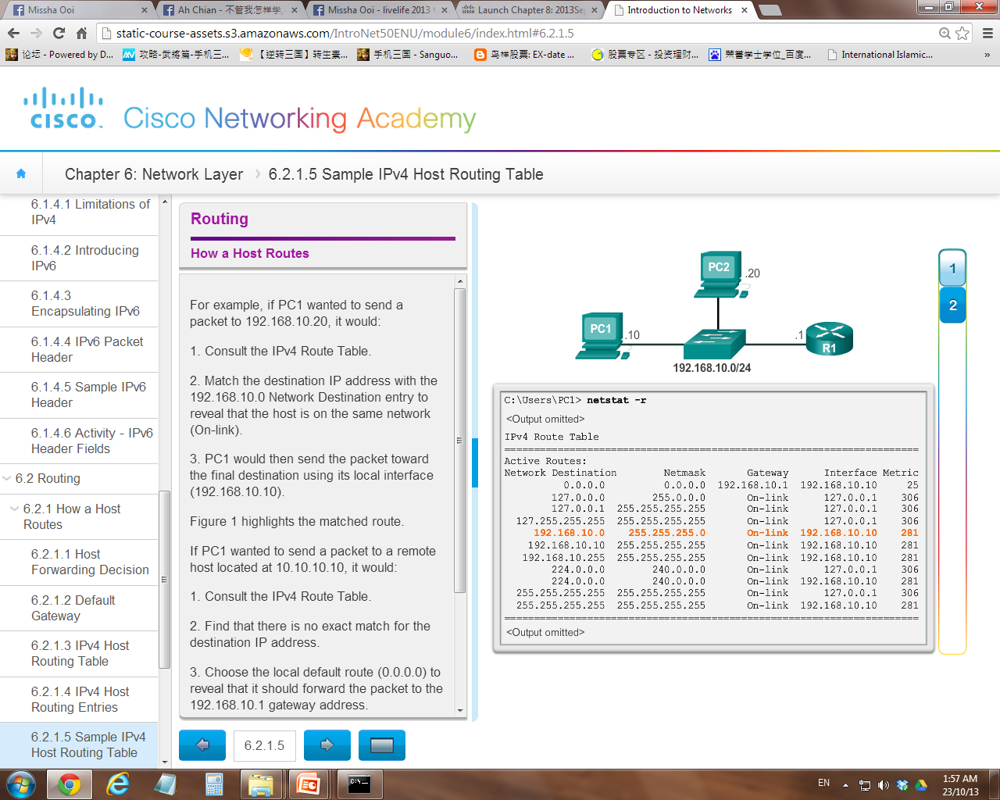 Missha Ooi
Ah Chian - 不管我怎样学,
Missha Ooi - livelife 2013
Launch Chapter 8: 2013Se
Introduction to Networks
static-course-assets.s3.amazonaws.com/IntroNet50ENU/module6/index.html#6.2.1.5
论坛 - Powered by D...
攻略-武将篇-手机三...
【逆转三国】转生素...
手机三国 - Sanguo...
鸟样股票: EX-date ...
股票专区 - 投资理财...
荣誉学士学位_百度...
International Islamic...
»
CISCO
Cisco Networking Academy
Chapter 6: Network Layer
6.2.1.5 Sample IPv4 Host Routing Table
6.1.4.1 Limitations of
IPv4
6.1.4.2 Introducing
IPv6
6.1.4.3
Encapsulating IPv6
6.1.4.4 IPv6 Packet
Header
6.1.4.5 Sample IPv6
Header
6.1.4.6 Activity - IPv6
Header Fields
6.2 Routing
6.2.1 How a Host
Routes
6.2.1.1 Host
Forwarding Decision
6.2.1.2 Default
Gateway
6.2.1.3 IPv4 Host
Routing Table
6.2.1.4 IPv4 Host
Routing Entries
6.2.1.5 Sample IPv4
Host Routing Table
Routing
How a Host Routes
For example, if PC1 wanted to send a
packet to 192.168.10.20, it would:
1. Consult the IPv4 Route Table.
2. Match the destination IP address with the
192.168.10.0 Network Destination entry to
reveal that the host is on the same network
(On-link).
3. PC1 would then send the packet toward
the final destination using its local interface
(192.168.10.10).
Figure 1 highlights the matched route.
If PC1 wanted to send a packet to a remote
host located at 10.10.10.10, it would:
1. Consult the IPv4 Route Table.
2. Find that there is no exact match for the
destination IP address.
3. Choose the local default route (0.0.0.0) to
reveal that it should forward the packet to the
192.168.10.1 gateway address.
6.2.1.5
PC2
.20
PC1
.10
.1
R1
192.168.10.0/24
1
2
C:\Users\PC1> netstat -r
<Output omitted>
IPv4 Route Table
===========================================================================
Active Routes:
Network Destination Netmask Gateway Interface Metric
0.0.0.0 0.0.0.0 192.168.10.1 192.168.10.10 25
127.0.0.0 255.0.0.0 On-link 127.0.0.1 306
127.0.0.1 255.255.255.255 On-link 127.0.0.1 306
127.255.255.255 255.255.255.255 On-link 127.0.0.1 306
192.168.10.0 255.255.255.0 On-link 192.168.10.10 281
192.168.10.10 255.255.255.255 On-link 192.168.10.10 281
192.168.10.255 255.255.255.255 On-link 192.168.10.10 281
224.0.0.0 240.0.0.0 On-link 127.0.0.1 306
224.0.0.0 240.0.0.0 On-link 192.168.10.10 281
255.255.255.255 255.255.255.255 On-link 127.0.0.1 306
255.255.255.255 255.255.255.255 On-link 192.168.10.10 281
===========================================================================
<Output omitted>
EN
1:57 AM
23/10/13